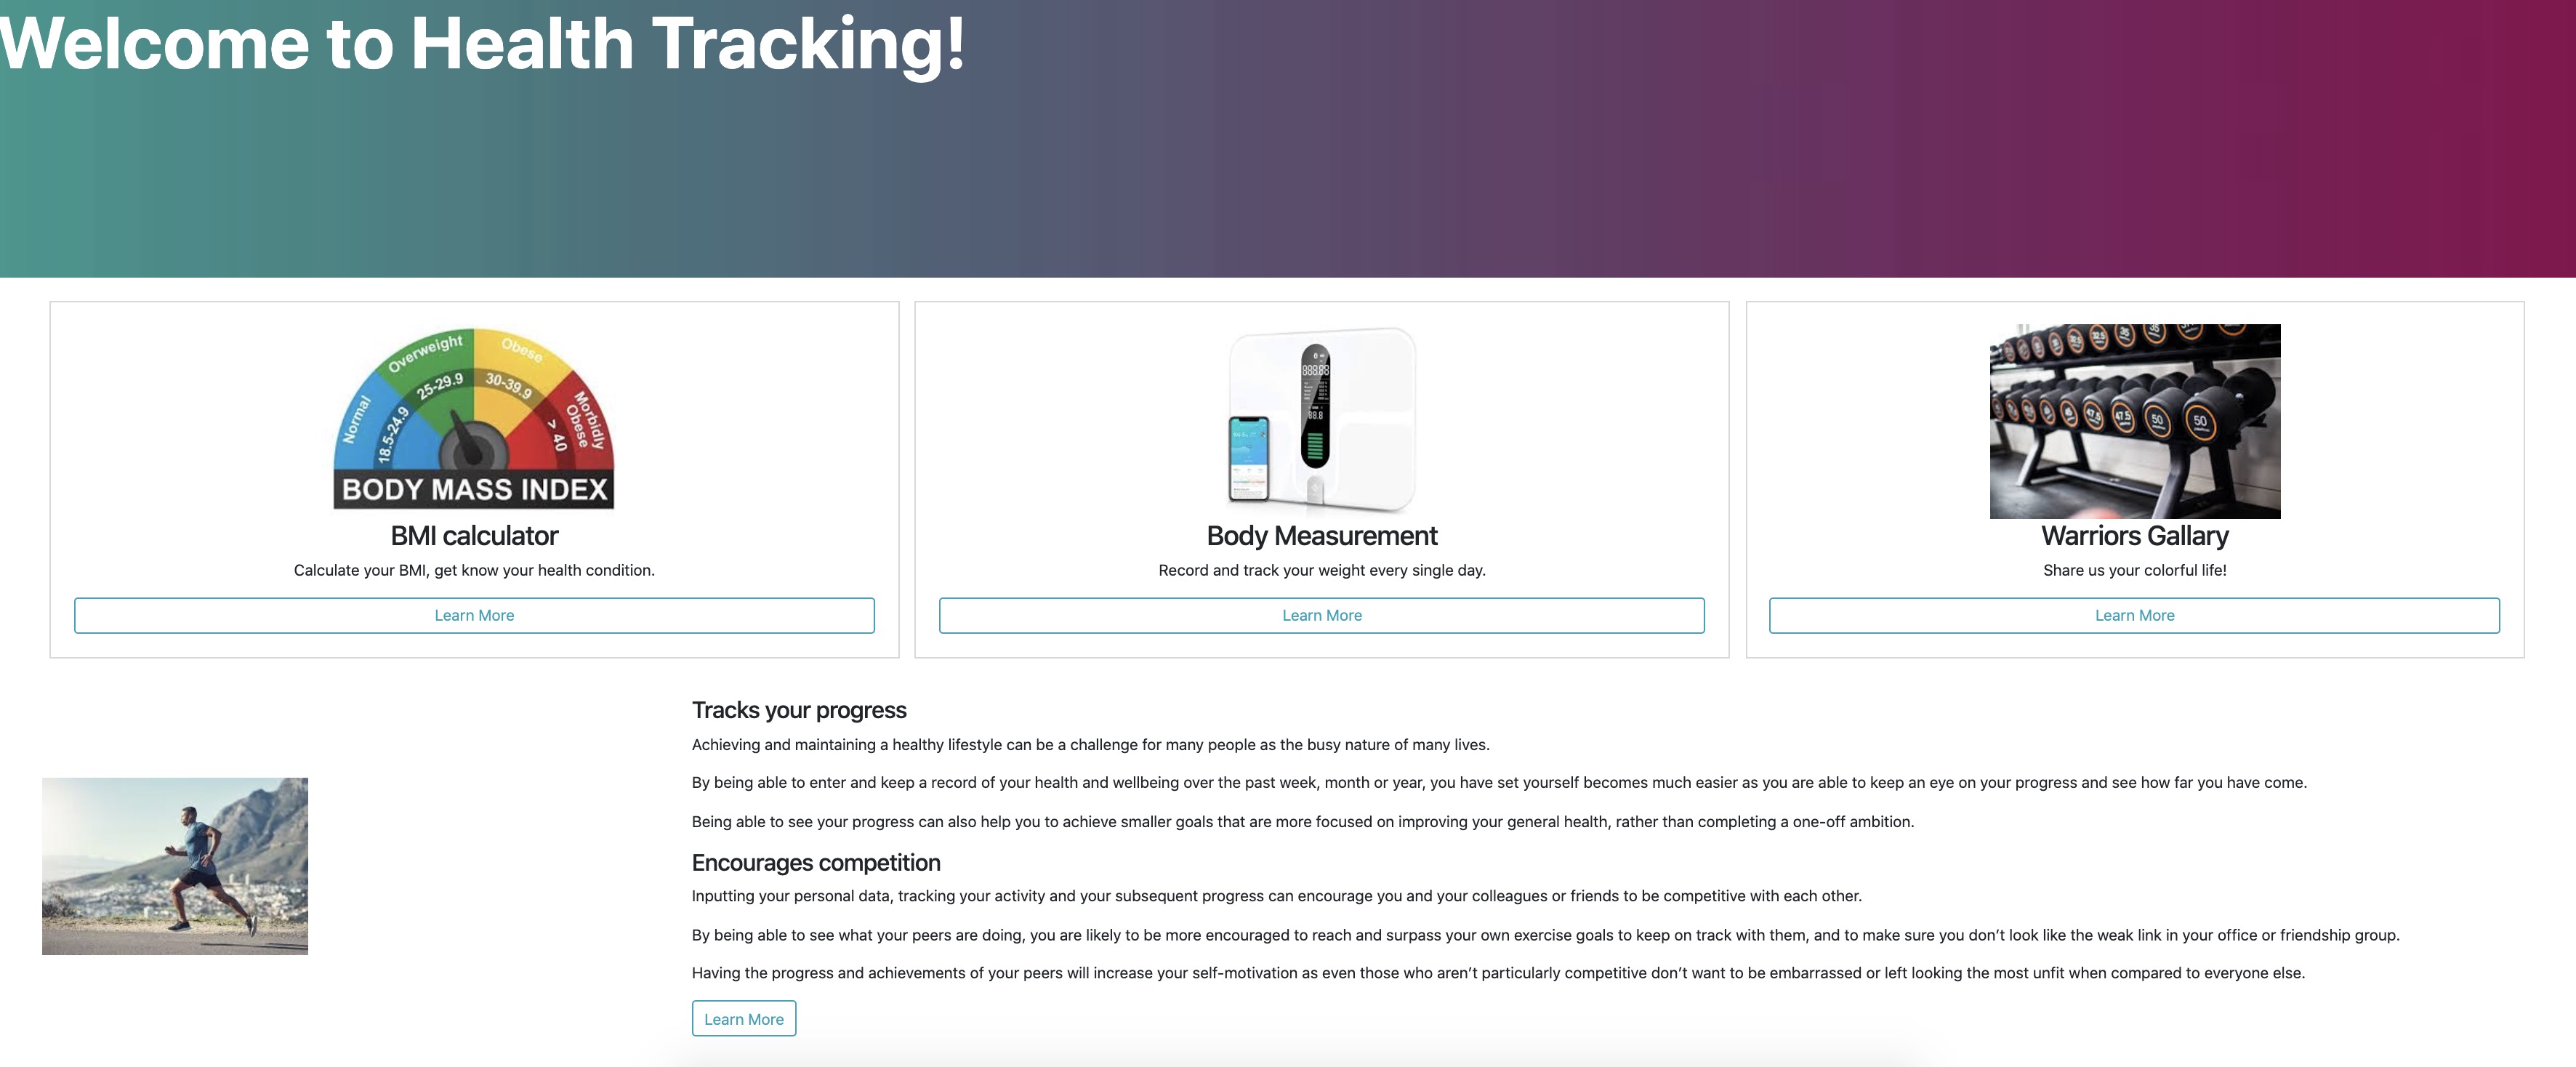 Welcome to Health Tracking!
Normal
Overweight
Obese
Morbidly
Obese
18.5-24.9
25-29.9
30-39.9
> 40
BODY MASS INDEX
BMI calculator
Calculate your BMI, get know your health condition.
Learn More
888.88
88.8
Body Measurement
Record and track your weight every single day.
Learn More
47.5
47.5
50
50
Warriors Gallary
Share us your colorful life!
Learn More
Tracks your progress
Achieving and maintaining a healthy lifestyle can be a challenge for many people as the busy nature of many lives.
By being able to enter and keep a record of your health and wellbeing over the past week, month or year, you have set yourself becomes much easier as you are able to keep an eye on your progress and see how far you have come.
Being able to see your progress can also help you to achieve smaller goals that are more focused on improving your general health, rather than completing a one-off ambition.
Encourages competition
Inputting your personal data, tracking your activity and your subsequent progress can encourage you and your colleagues or friends to be competitive with each other.
By being able to see what your peers are doing, you are likely to be more encouraged to reach and surpass your own exercise goals to keep on track with them, and to make sure you don’t look like the weak link in your office or friendship group.
Having the progress and achievements of your peers will increase your self-motivation as even those who aren’t particularly competitive don’t want to be embarrassed or left looking the most unfit when compared to everyone else.
Learn More